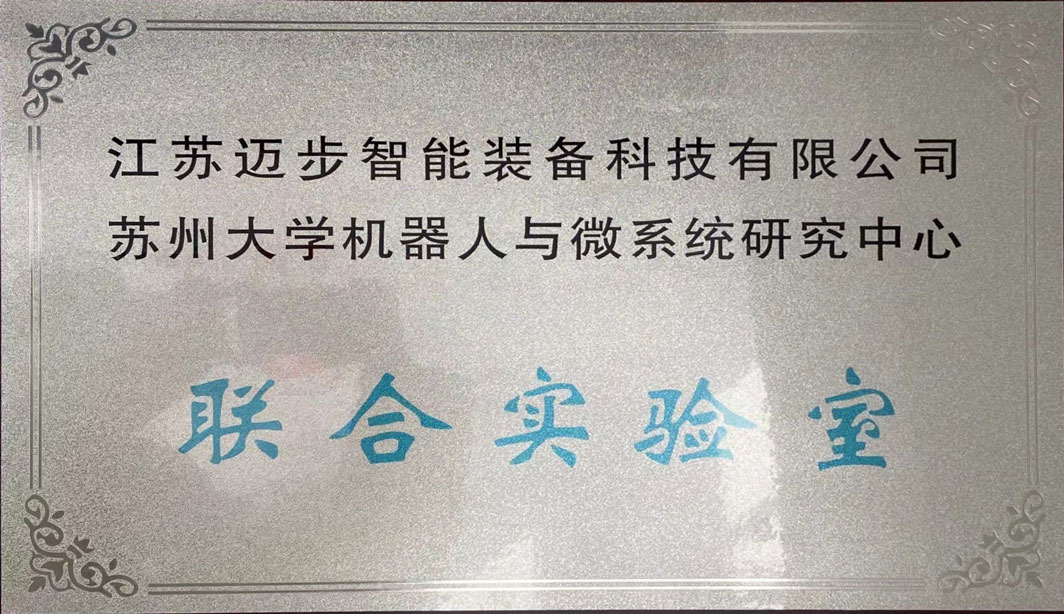 江苏迈步智能装备科技有限公司
苏州大学机器人与微系统研究中心
联合实验室